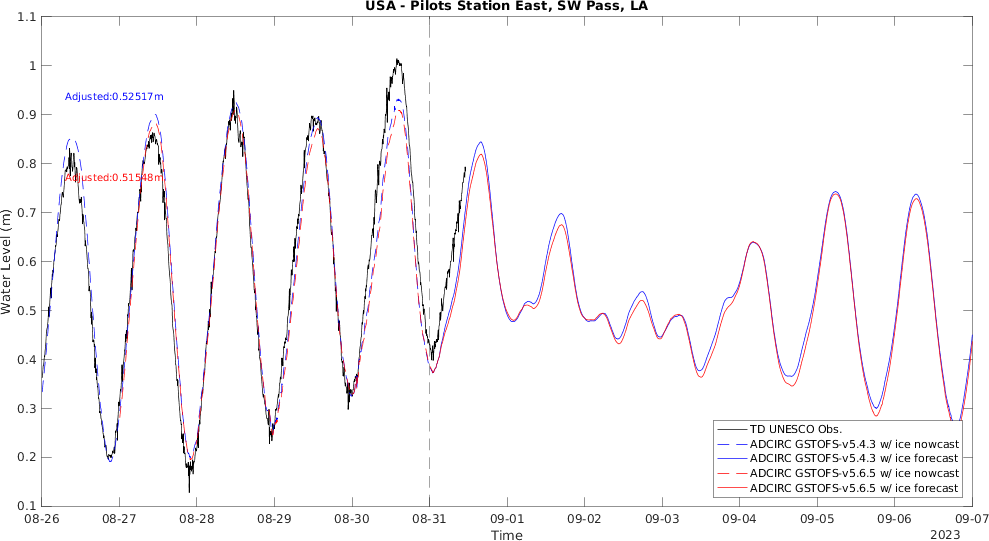 USA - Pilots Station East, SW Pass, LA
1.1
1
0.9
0.8
0.7
0.6
0.5
0.4
0.3
0.2
0.1
Water Level (m)
Adjusted:0.52517m
Adjusted:0.51548m
TD UNESCO Obs.
ADCIRC GSTOFS-v5.4.3 w/ ice nowcast
ADCIRC GSTOFS-v5.4.3 w/ ice forecast
ADCIRC GSTOFS-v5.6.5 w/ ice nowcast
ADCIRC GSTOFS-v5.6.5 w/ ice forecast
08-26 08-27 08-28 08-29 08-30 08-31 09-01 09-02 09-03 09-04 09-05 09-06 09-07
Time
2023